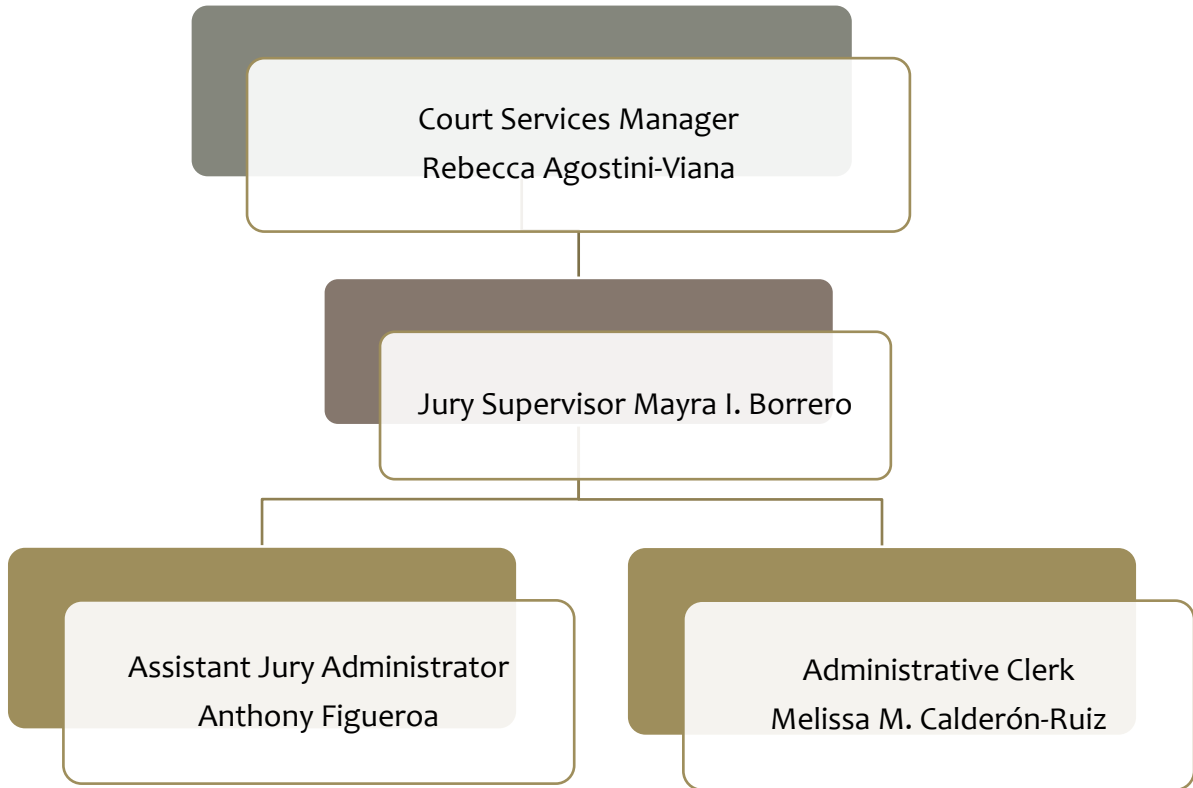 Court Services Manager
Rebecca Agostini-Viana
Jury Supervisor Mayra I. Borrero
Assistant Jury Administrator
Anthony Figueroa
Administrative Clerk
Melissa M. Calderón-Ruiz